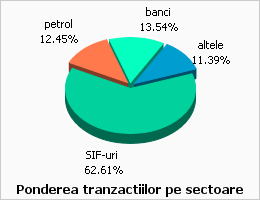 banci
13.54%
petrol
12.45%
altele
11.39%
SIF-uri
62.61%
Ponderea tranzactiilor pe sectoare